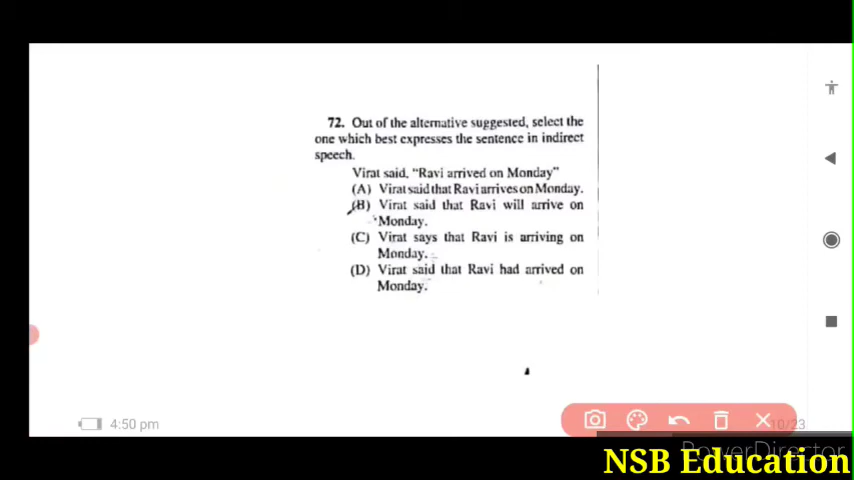 72. Out of the alternative suggested, select the
one which best expresses the sentence in indirect
speech.
Virat said, "Ravi arrived on Monday"
(A) Virat said that Ravi arrives on Monday.
(B) Virat said that Ravi will arrive on
Monday.
(C) Virat says that Ravi is arriving on
Monday.
(D) Virat said that Ravi had arrived on
Monday.
4:50 pm
10/23
PowerDirector
NSB Education